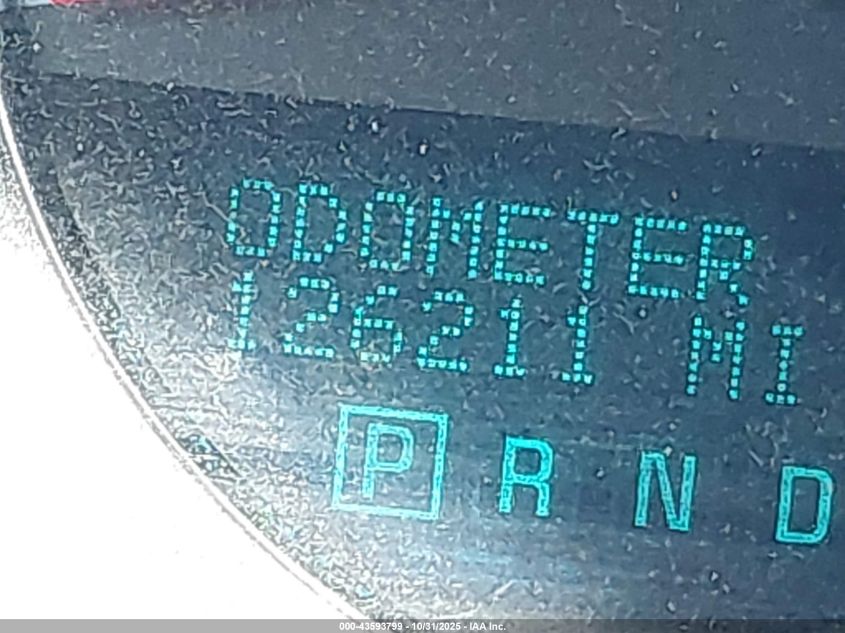 ODOMETER
126211 MI
P R N D
000-43593799 - 10/31/2025 - IAA Inc.